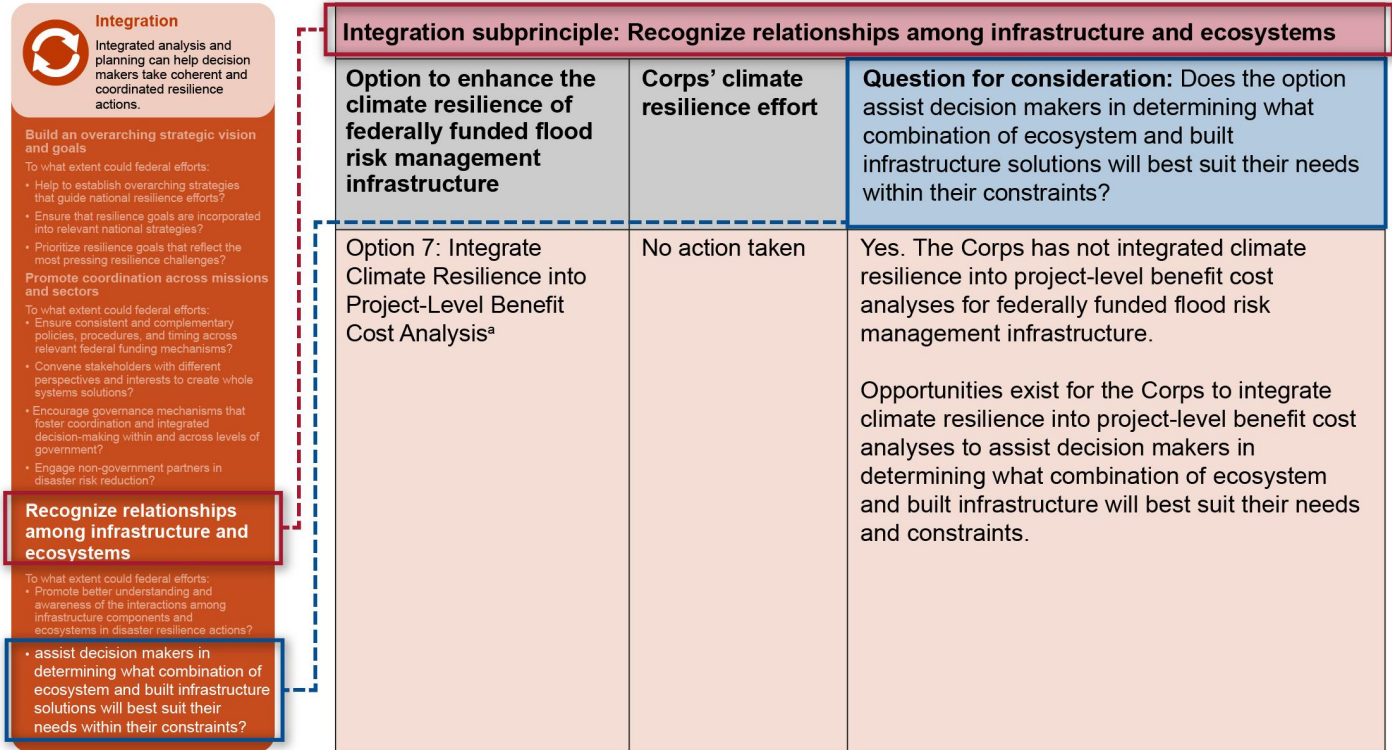 Integration
Integrated analysis and
planning can help decision
makers take coherent and
coordinated resilience
actions.
Build an overarching strategic vision
and goals
To what extent could federal efforts:
• Help to establish overarching strategies
that guide national resilience efforts?
• Ensure that resilience goals are incorporated
into relevant national strategies?
• Prioritize resilience goals that reflect the
most pressing resilience challenges?
Promote coordination across missions
and sectors
To what extent could federal efforts:
• Ensure consistent and complementary
policies, procedures, and timing across
relevant federal funding mechanisms?
• Convene stakeholders with different
perspectives and interests to create whole
systems solutions?
• Encourage governance mechanisms that
foster coordination and integrated
decision-making within and across levels of
government?
• Engage non-government partners in
disaster risk reduction?
Recognize relationships
among infrastructure and
ecosystems
To what extent could federal efforts:
• Promote better understanding and
awareness of the interactions among
infrastructure components and
ecosystems in disaster resilience actions?
• assist decision makers in
determining what combination of
ecosystem and built infrastructure
solutions will best suit their
needs within their constraints?
Integration subprinciple: Recognize relationships among infrastructure and ecosystems
Option to enhance the
climate resilience of
federally funded flood
risk management
infrastructure
Corps' climate
resilience effort
Question for consideration: Does the option
assist decision makers in determining what
combination of ecosystem and built
infrastructure solutions will best suit their needs
within their constraints?
Option 7: Integrate
Climate Resilience into
Project-Level Benefit
Cost Analysisᵃ
No action taken
Yes. The Corps has not integrated climate
resilience into project-level benefit cost
analyses for federally funded flood risk
management infrastructure.
Opportunities exist for the Corps to integrate
climate resilience into project-level benefit cost
analyses to assist decision makers in
determining what combination of ecosystem
and built infrastructure will best suit their needs
and constraints.